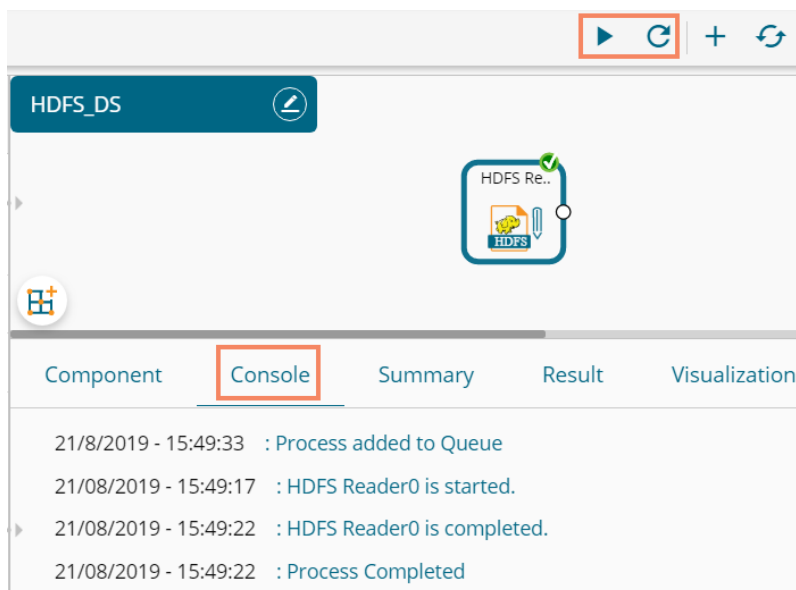 HDFS_DS
HDFS Re..
HDFS
Component Console Summary Result Visualization
21/8/2019 - 15:49:33 : Process added to Queue
21/08/2019 - 15:49:17 : HDFS Reader0 is started.
21/08/2019 - 15:49:22 : HDFS Reader0 is completed.
21/08/2019 - 15:49:22 : Process Completed